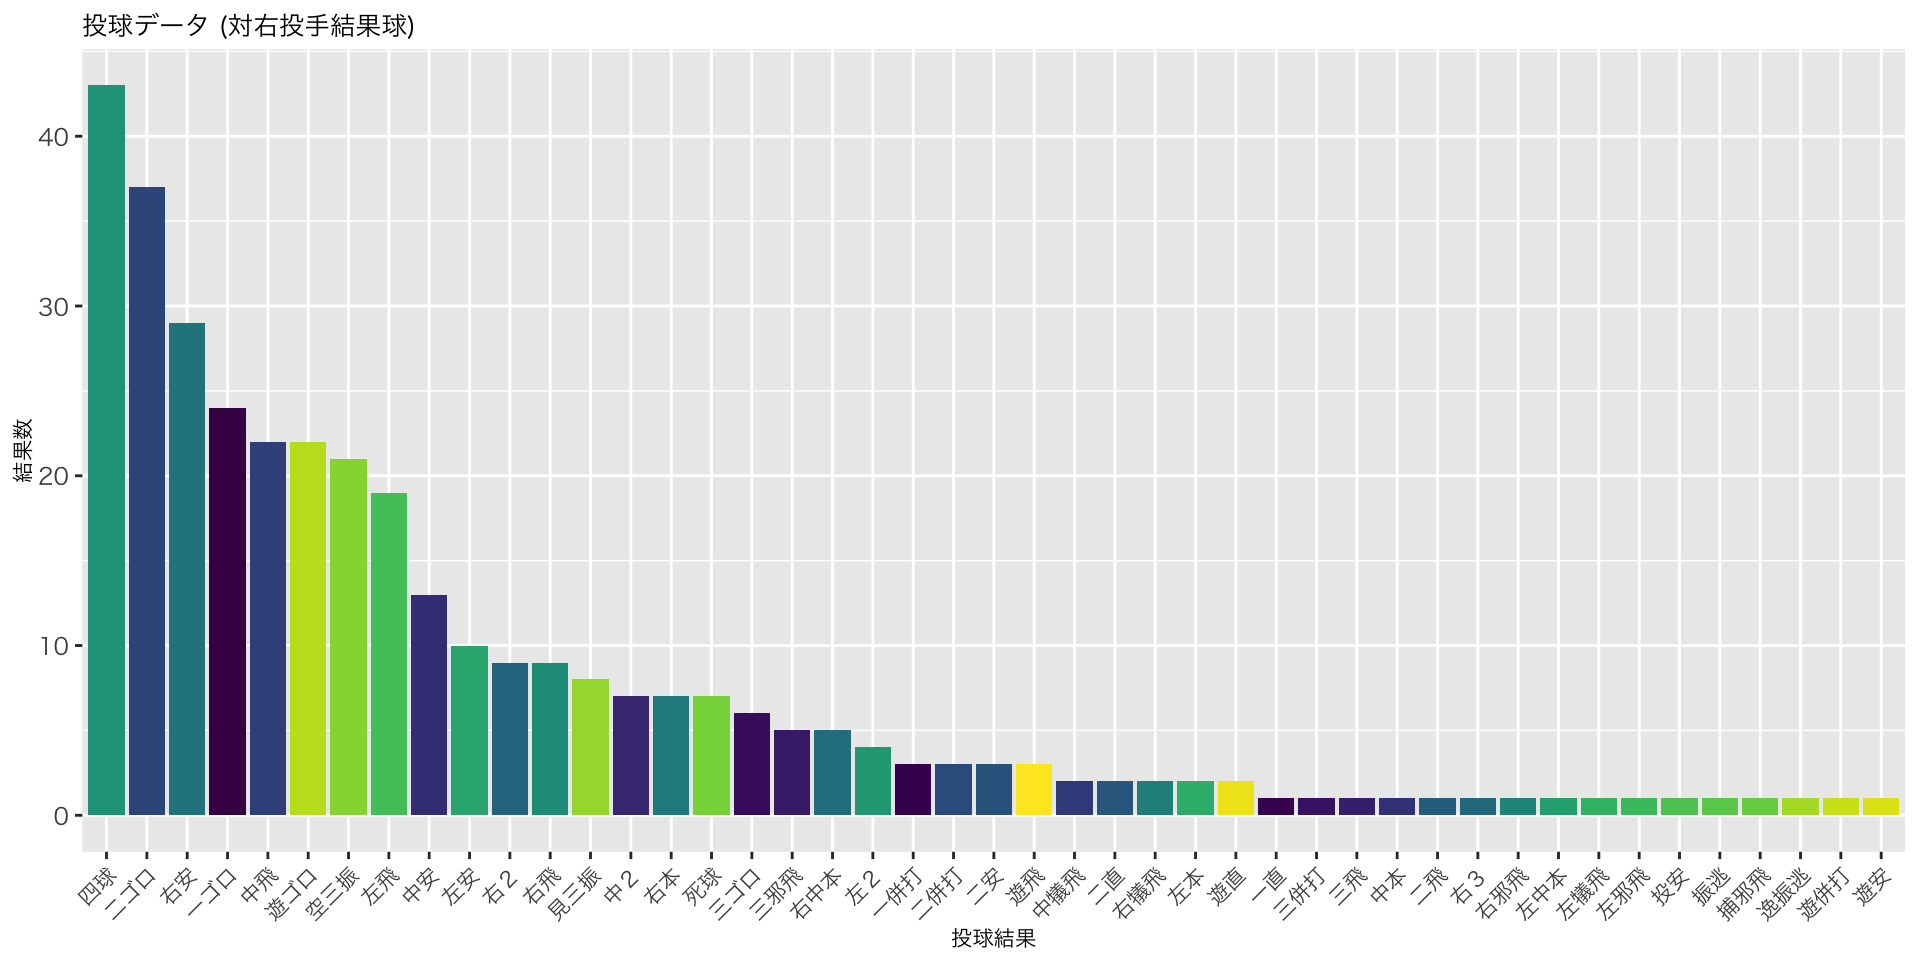 投球データ (対右投手結果球)
結果数
40
30
20
10
0
四球
二ゴロ
右安
一ゴロ
中飛
遊ゴロ
空三振
左飛
中安
左安
右２
右飛
見三振
中２
右本
死球
三ゴロ
三邪飛
右中本
左２
一併打
二併打
二安
遊飛
中犠飛
二直
右犠飛
左本
遊直
一直
三併打
三飛
中本
二飛
右３
右邪飛
左中本
左犠飛
左邪飛
投安
振逃
捕邪飛
逸振逃
遊併打
遊安
投球結果